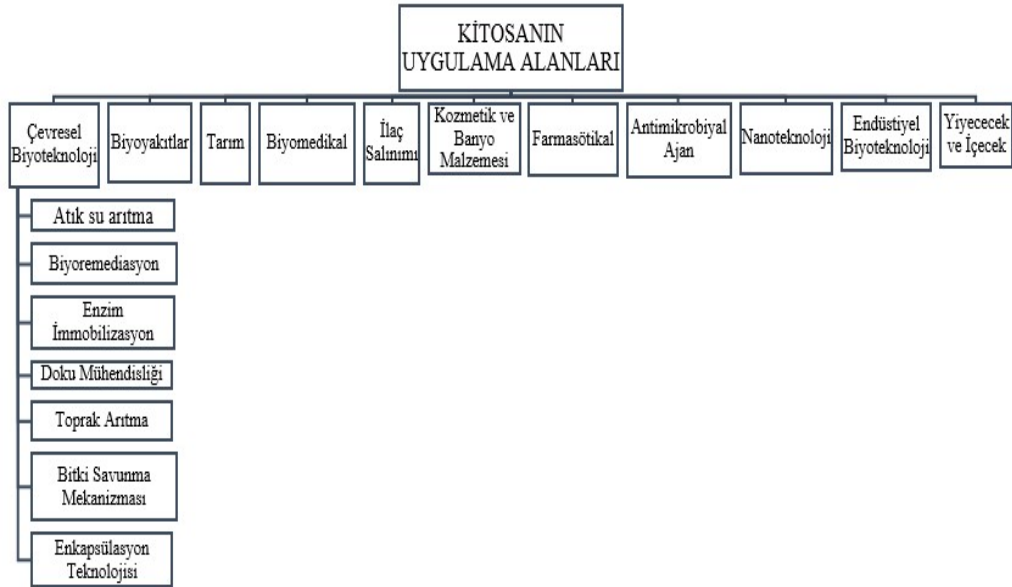 KİTOSANIN
UYGULAMA ALANLARI
Çevresel
Biyoteknoloji
Biyoyakıtlar
Tarım
Biyomedikal
İlaç
Salınımı
Kozmetik ve
Banyo
Malzemesi
Farmasötikal
Antimikrobiyal
Ajan
Nanoteknoloji
Endüstiyel
Biyoteknoloji
Yiyececek
ve İçecek
Atık su arıtma
Biyoremediasyon
Enzim
İmmobilizasyon
Doku Mühendisliği
Toprak Arıtma
Bitki Savunma
Mekanizması
Enkapsülasyon
Teknolojisi